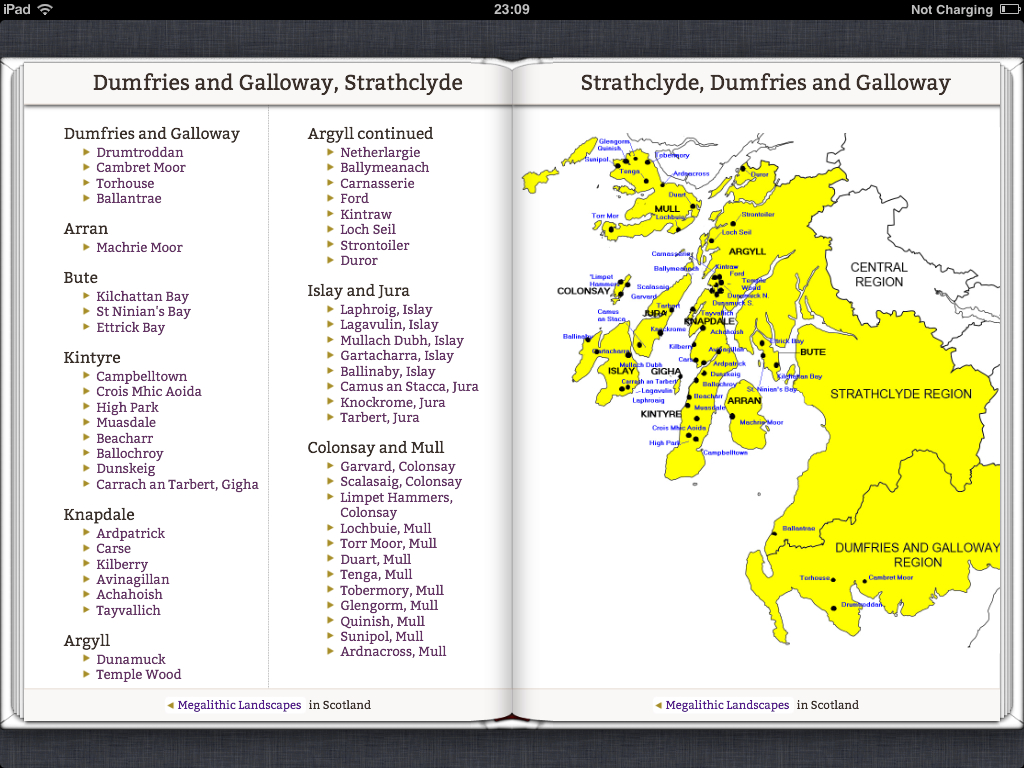 iPad
23:09
Not Charging
Dumfries and Galloway, Strathclyde
Dumfries and Galloway
Drumtroddan
Cambret Moor
Torhouse
Ballantrae
Arran
Machrie Moor
Bute
Kilchattan Bay
St Ninian's Bay
Ettrick Bay
Kintyre
Campbelltown
Crois Mhic Aoida
High Park
Muasdale
Beacharr
Ballochroy
Dunskeig
Carrach an Tarbert, Gigha
Knapdale
Ardpatrick
Carse
Kilberry
Avinagillan
Achahoish
Tayvallich
Argyll
Dunamuck
Temple Wood
Argyll continued
Netherlargie
Ballymeanach
Carnasserie
Ford
Kintraw
Loch Seil
Strontoiler
Duror
Islay and Jura
Laphroig, Islay
Lagavulin, Islay
Mullach Dubh, Islay
Gartacharra, Islay
Ballinaby, Islay
Camus an Stacca, Jura
Knockrome, Jura
Tarbert, Jura
Colonsay and Mull
Garvard, Colonsay
Scalasaig, Colonsay
Limpet Hammers,
Colonsay
Lochbuie, Mull
Torr Moor, Mull
Duart, Mull
Tenga, Mull
Tobermory, Mull
Glengorm, Mull
Quinish, Mull
Sunipol, Mull
Ardnacross, Mull
Megalithic Landscapes in Scotland
Strathclyde, Dumfries and Galloway
Glengorm
Quinish
Sunipol
Tobermory
Tenga
Ardnacross
Duror
Duart
MULL
Lochbuie
Torr Mor
Strontoiler
Loch Seil
Carnasserie
ARGYLL
Ballymeanach
Kintraw
Ford
CENTRAL
REGION
"Limpet
Hammers"
COLONSAY
Scalasaig
Garvard
Temple
Wood
Dunamuck N.
Dunamuck S.
Tarbert
Camus
an Staca
JURA
Tayvallich
KNAPDALE
Knockrome
Achahoish
Ballinaby
Kilberry
Avinagillan
Ettrick Bay
Gartacharra
BUTE
Mullach Dubh
Carse
Ardpatrick
ISLAY
GIGHA
Dunskeig
Kilchattan Bay
Carrach an Tarbert
Ballochroy
St Ninian's Bay
Lagavulin
Laphroaig
Beacharr
ARRAN
STRATHCLYDE REGION
Muasdale
KINTYRE
Machrie Moor
Crois Mhic Aoida
High Park
Campbelltown
Ballantrae
DUMFRIES AND GALLOWAY
REGION
Torhouse
Cambret Moor
Drumtroddan
Megalithic Landscapes in Scotland